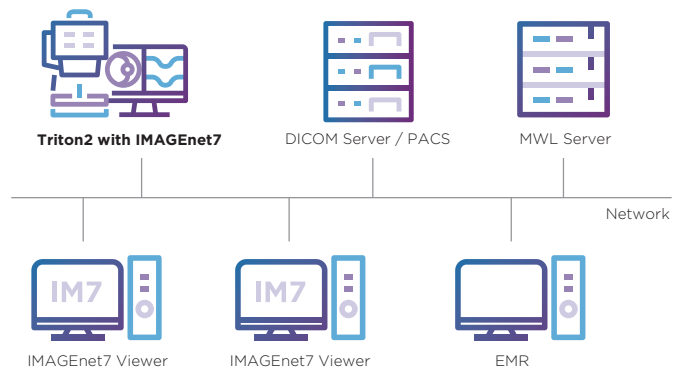 Triton2 with IMAGEnet7
DICOM Server / PACS
MWL Server
Network
IM7
IM7
IMAGEnet7 Viewer
IMAGEnet7 Viewer
EMR